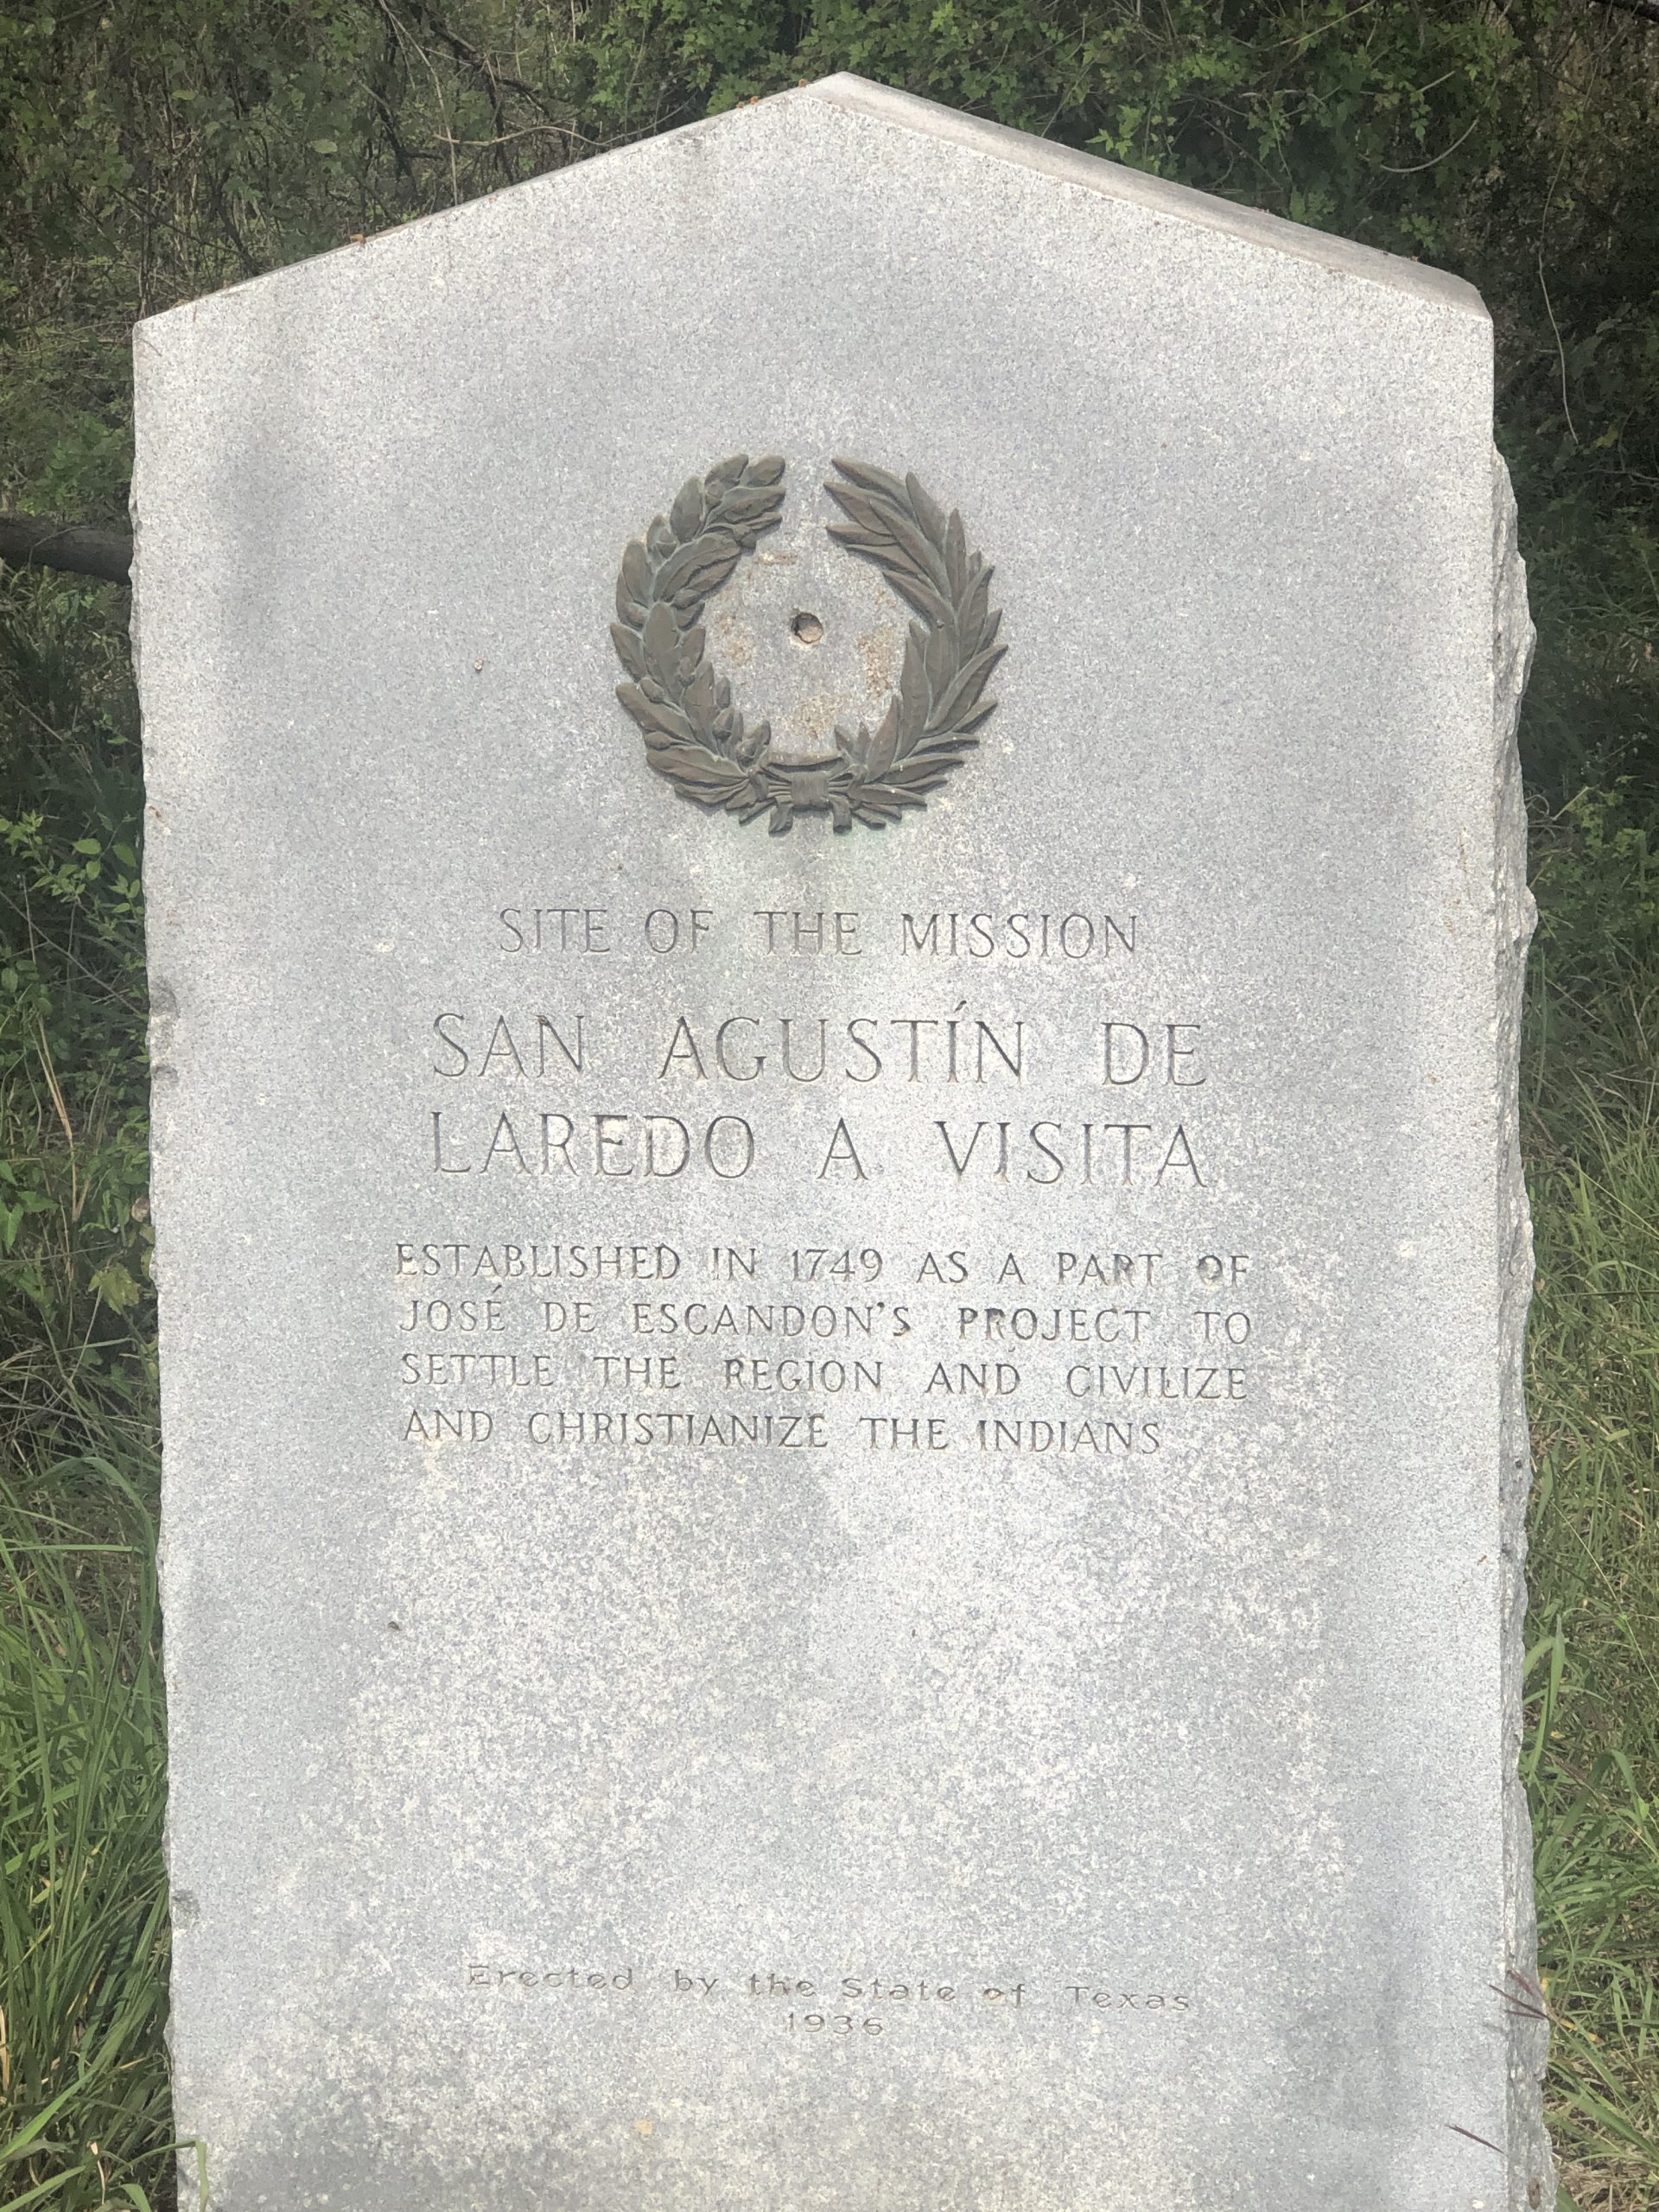 SITE OF THE MISSION
SAN AGUSTÍN DE
LAREDO A VISITA
ESTABLISHED IN 1749 AS A PART OF
JOSÉ DE ESCANDON'S PROJECT TO
SETTLE THE REGION AND CIVILIZE
AND CHRISTIANIZE THE INDIANS
Erected by the State of Texas
1936